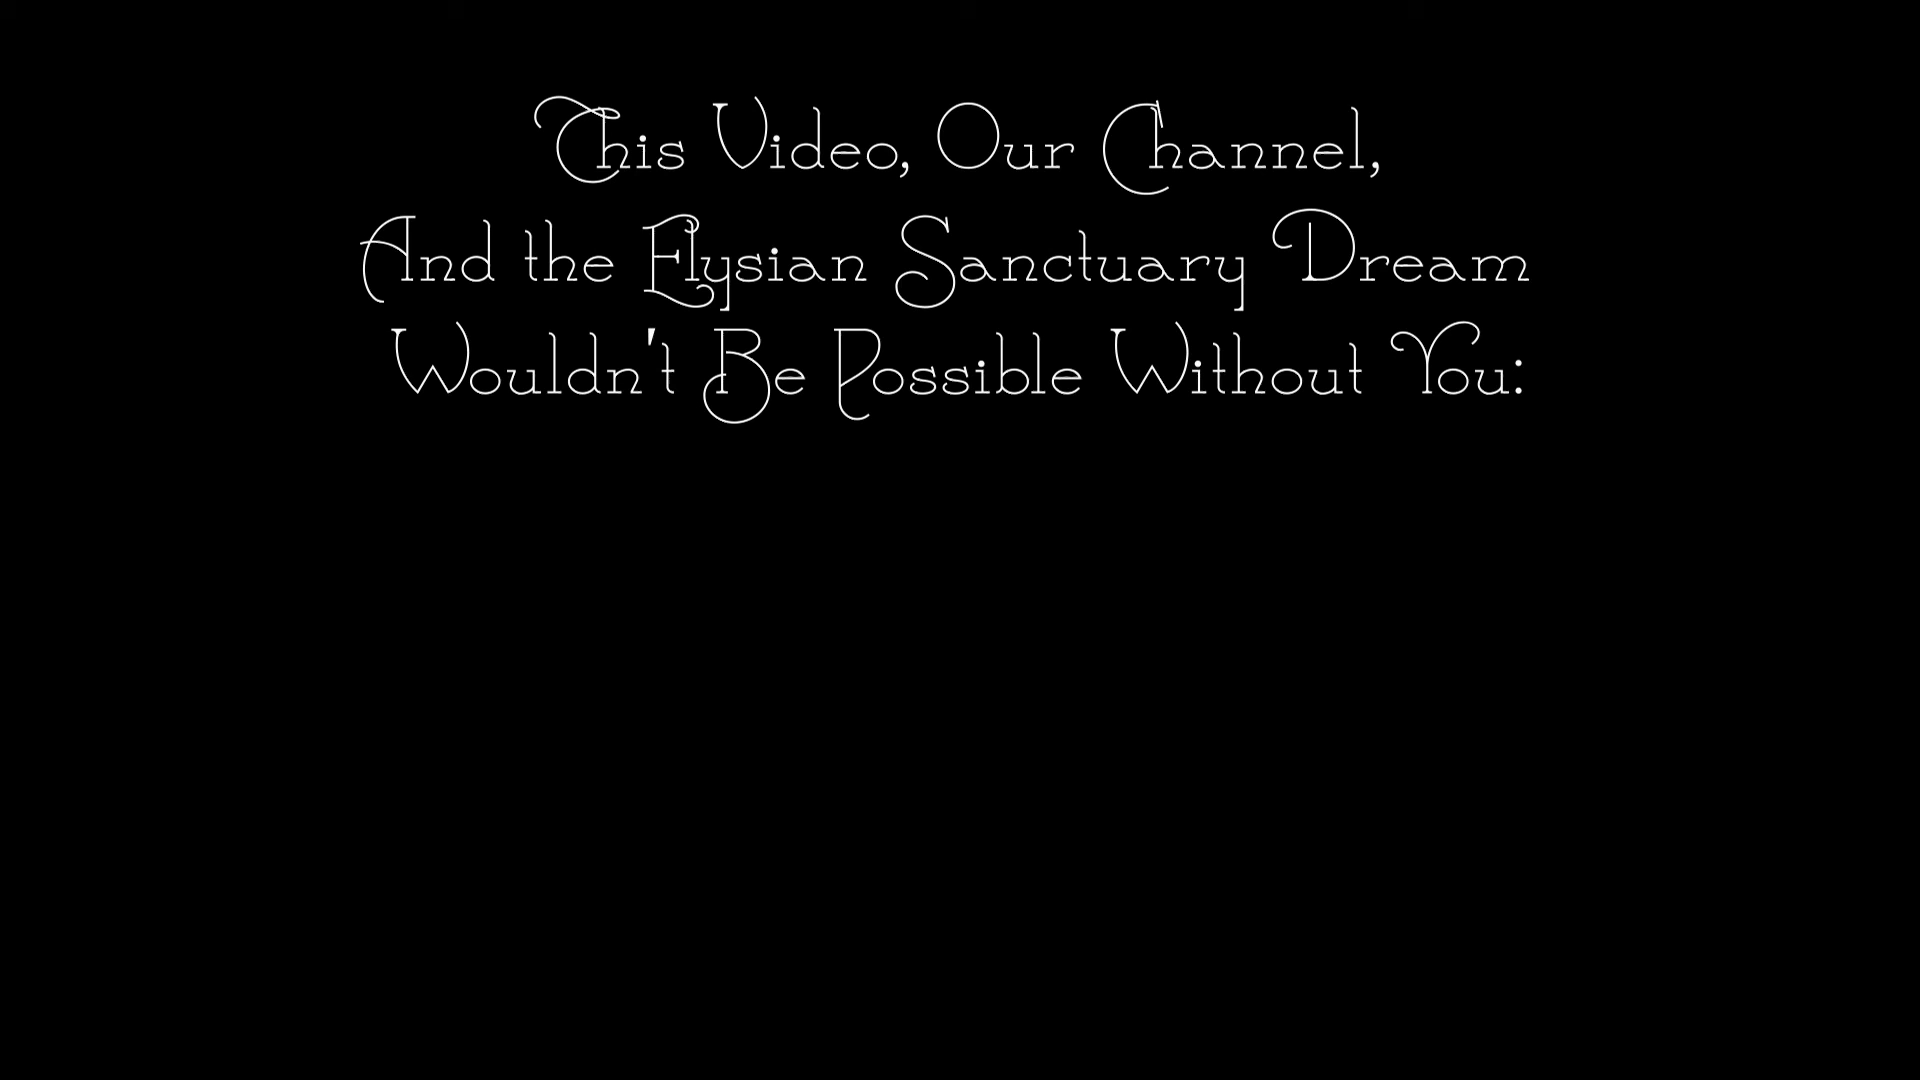 This Video, Our Channel,
And the Elysian Sanctuary Dream
Wouldn't Be Possible Without You: